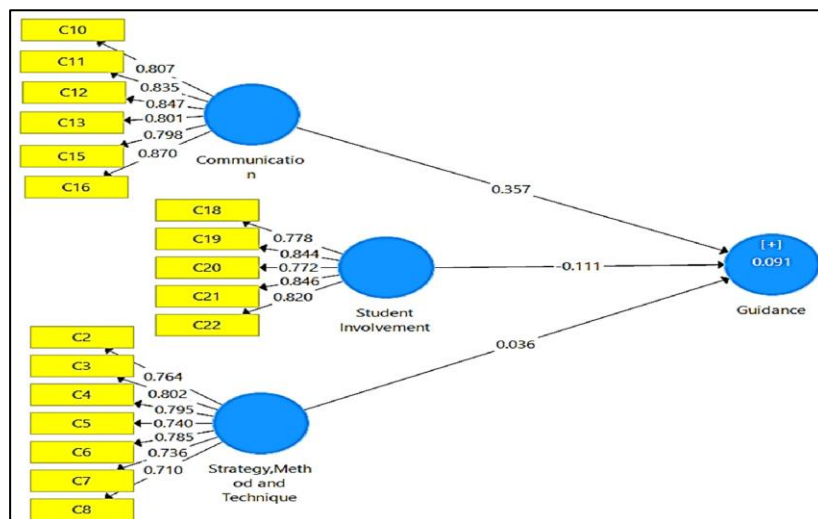 C10
C11
C12
C13
C15
C16
0.807
0.835
0.847
0.801
0.798
0.870
Communicatio
n
0.357
C18
C19
C20
C21
C22
0.778
0.844
0.772
0.846
0.820
Student
Involvement
-0.111
[+]
0.091
Guidance
C2
C3
C4
C5
C6
C7
C8
0.764
0.802
0.795
0.740
0.785
0.736
0.710
Strategy,Meth
od and
Technique
0.036